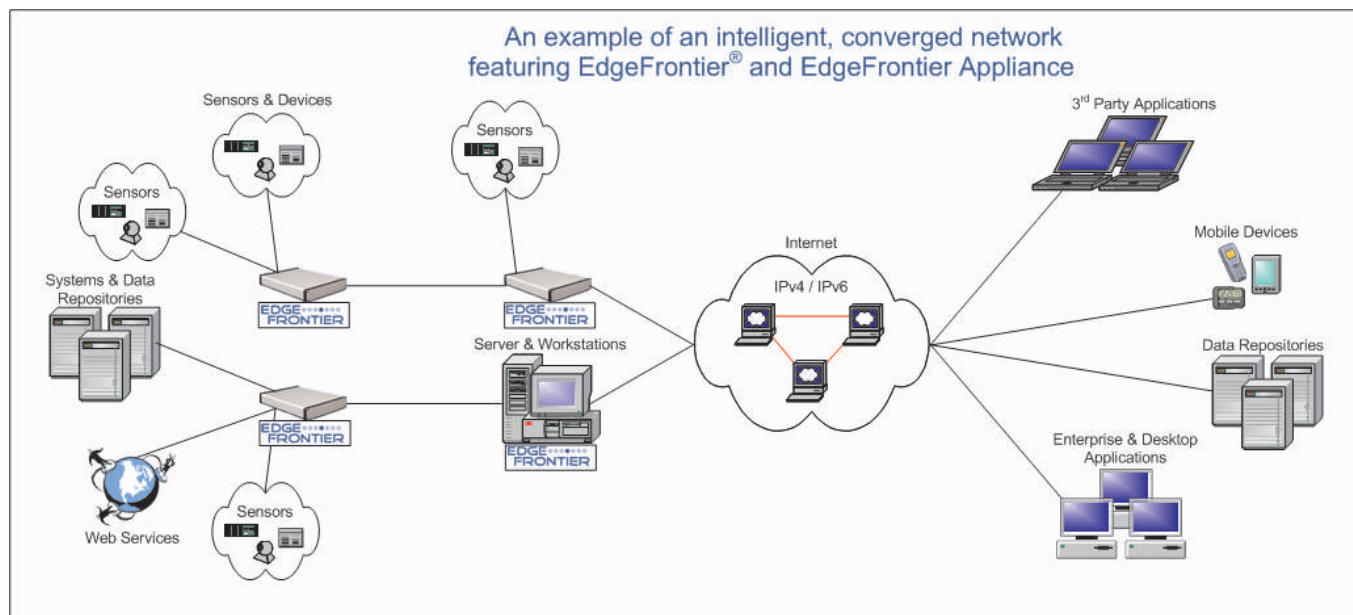 An example of an intelligent, converged network
featuring EdgeFrontier® and EdgeFrontier Appliance
Sensors & Devices
Sensors
Sensors
3rd Party Applications
Systems & Data
Repositories
EDGE
FRONTIER
EDGE
FRONTIER
Server & Workstations
Internet
IPv4 / IPv6
Mobile Devices
Data Repositories
EDGE
FRONTIER
EDGE
FRONTIER
Enterprise & Desktop
Applications
Web Services
Sensors